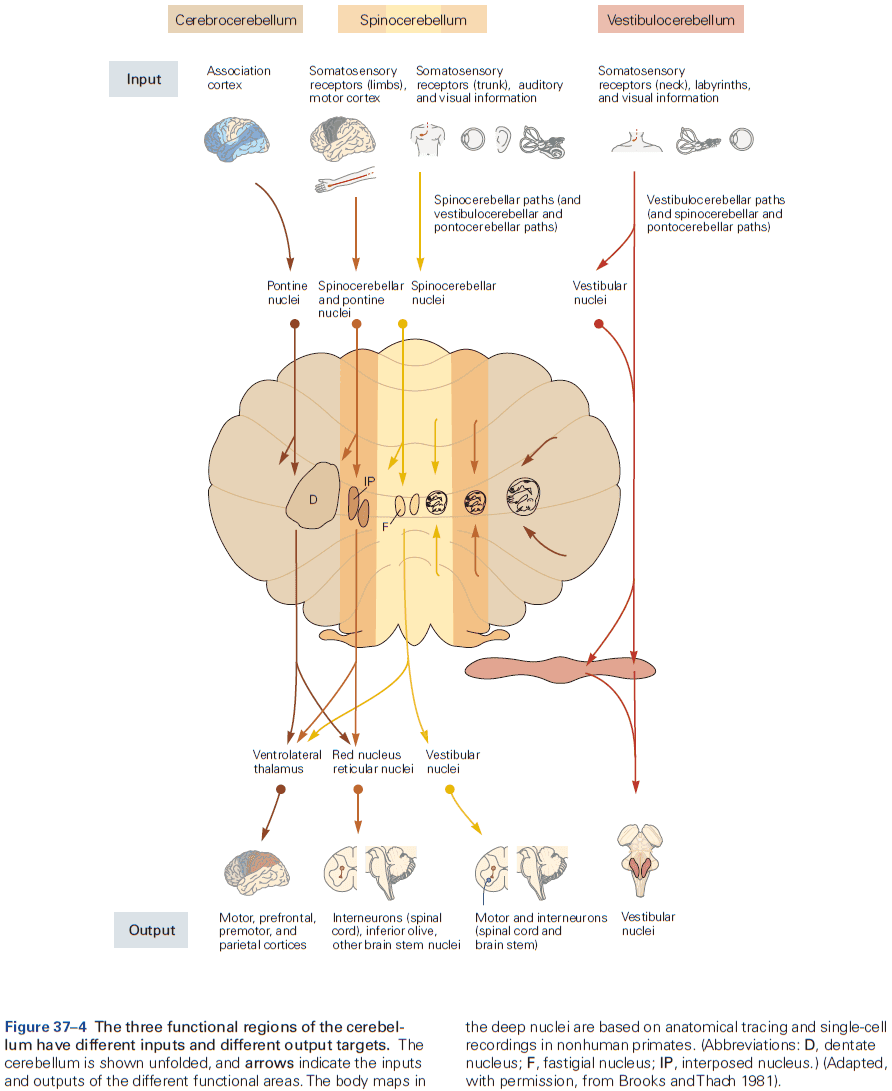 Cerebrocerebellum
Spinocerebellum
Vestibulocerebellum
Input
Association
cortex
Somatosensory
receptors (limbs),
motor cortex
Somatosensory
receptors (trunk), auditory
and visual information
Somatosensory
receptors (neck), labyrinths,
and visual information
Spinocerebellar paths (and
vestibulocerebellar and
pontocerebellar paths)
Vestibulocerebellar paths
(and spinocerebellar and
pontocerebellar paths)
Pontine
nuclei
Spinocerebellar
and pontine
nuclei
Spinocerebellar
nuclei
Vestibular
nuclei
D
IP
F
Ventrolateral
thalamus
Red nucleus
reticular nuclei
Vestibular
nuclei
Output
Motor, prefrontal,
premotor, and
parietal cortices
Interneurons (spinal
cord), inferior olive,
other brain stem nuclei
Motor and interneurons
(spinal cord and
brain stem)
Vestibular
nuclei
Figure 37–4 The three functional regions of the cerebel-
lum have different inputs and different output targets. The
cerebellum is shown unfolded, and arrows indicate the inputs
and outputs of the different functional areas. The body maps in
the deep nuclei are based on anatomical tracing and single-cell
recordings in nonhuman primates. (Abbreviations: D, dentate
nucleus; F, fastigial nucleus; IP, interposed nucleus.) (Adapted,
with permission, from Brooks and Thach 1981).